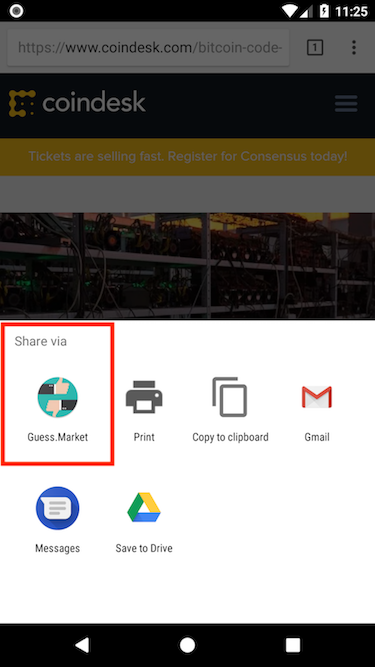 11:25
https://www.coindesk.com/bitcoin-code-
1
coindesk
Tickets are selling fast. Register for Consensus today!
Share via
Guess.Market
Print
Copy to clipboard
Gmail
Messages
Save to Drive